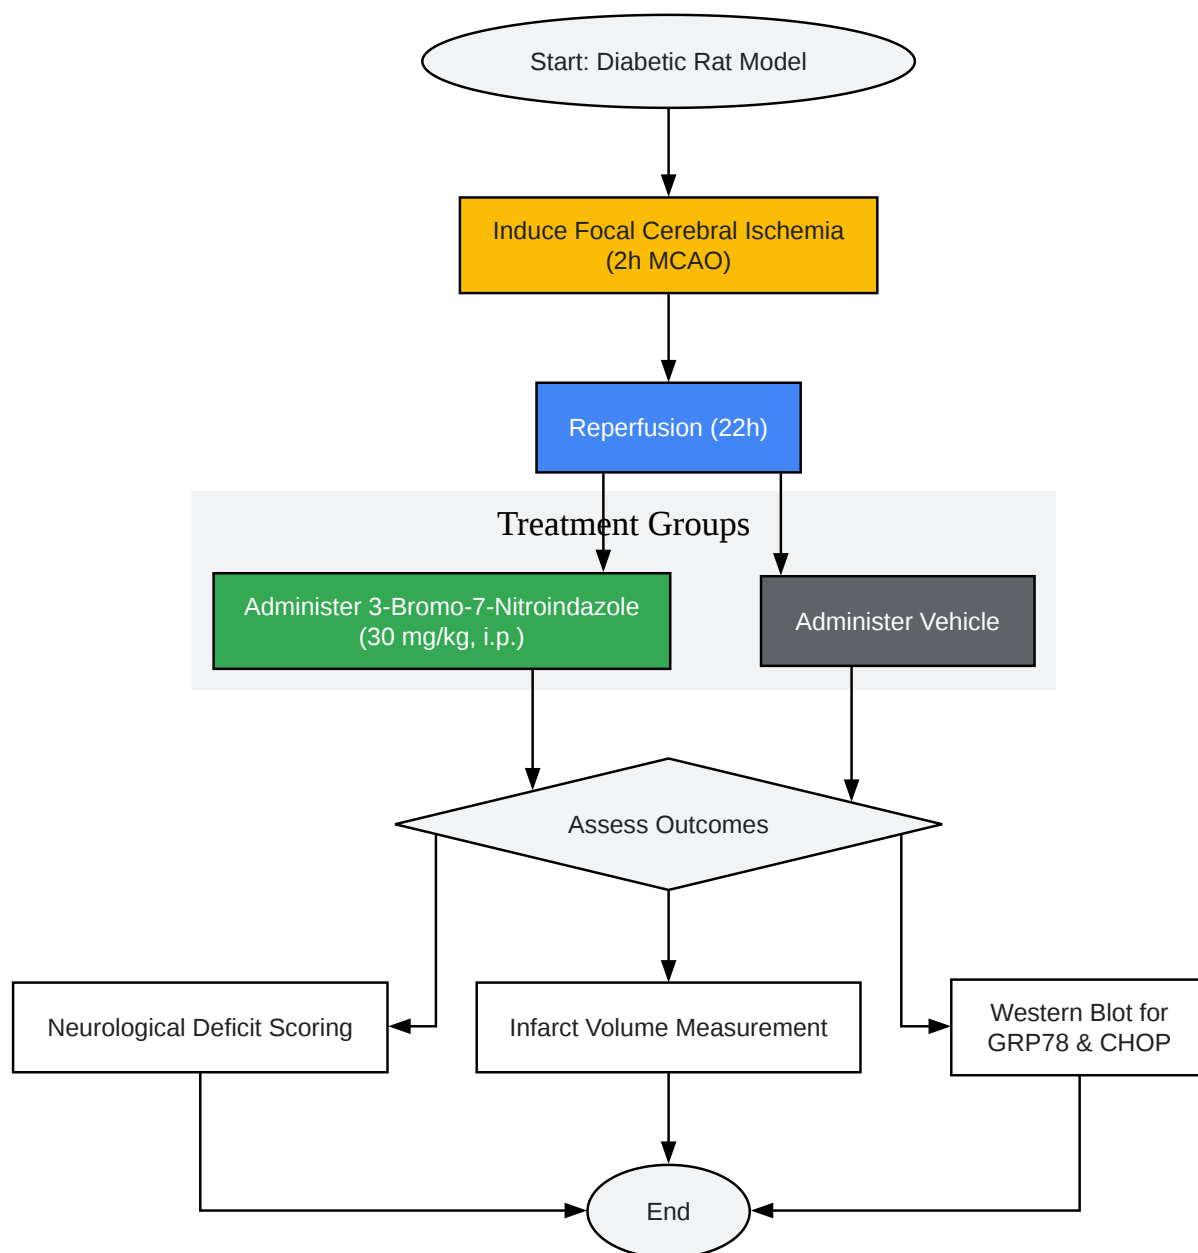 Start: Diabetic Rat Model
Induce Focal Cerebral Ischemia
(2h MCAO)
Reperfusion (22h)
Treatment Groups
Administer 3-Bromo-7-Nitroindazole
(30 mg/kg, i.p.)
Administer Vehicle
Assess Outcomes
Neurological Deficit Scoring
Infarct Volume Measurement
Western Blot for
GRP78 & CHOP
End